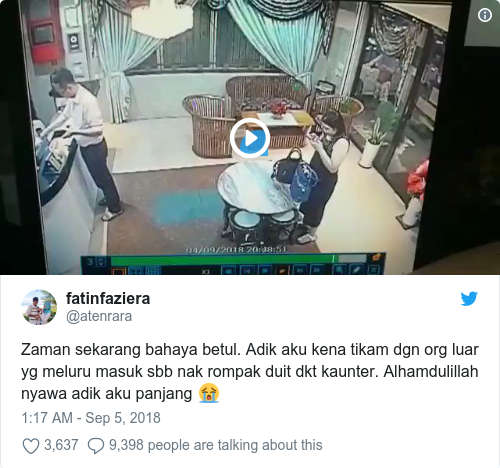 04/09/2018 20:38:51
3
X3
fatinfaziera
@atenrara
Zaman sekarang bahaya betul. Adik aku kena tikam dgn org luar
yg meluru masuk sbb nak rompak duit dkt kaunter. Alhamdulillah
nyawa adik aku panjang 😭
1:17 AM - Sep 5, 2018
3,637 9,398 people are talking about this